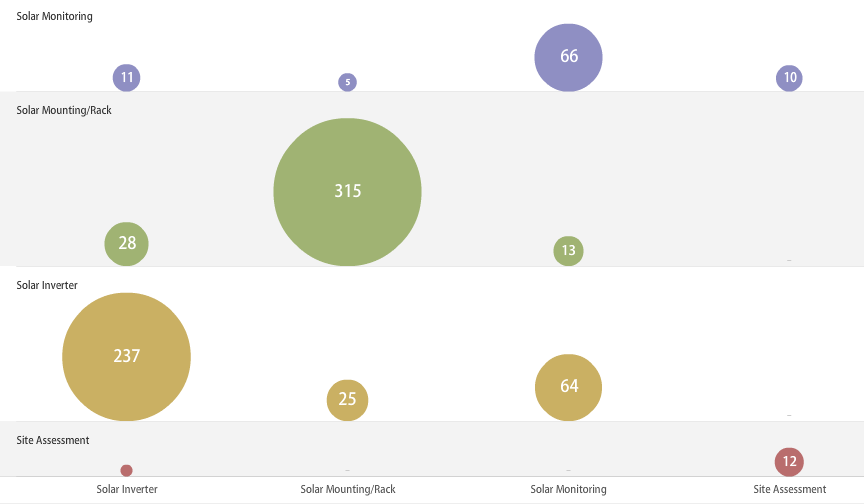 Solar Monitoring
11 5 66 10
Solar Mounting/Rack
28 315 13 –
Solar Inverter
237 25 64 –
Site Assessment
– – 12
Solar Inverter Solar Mounting/Rack Solar Monitoring Site Assessment